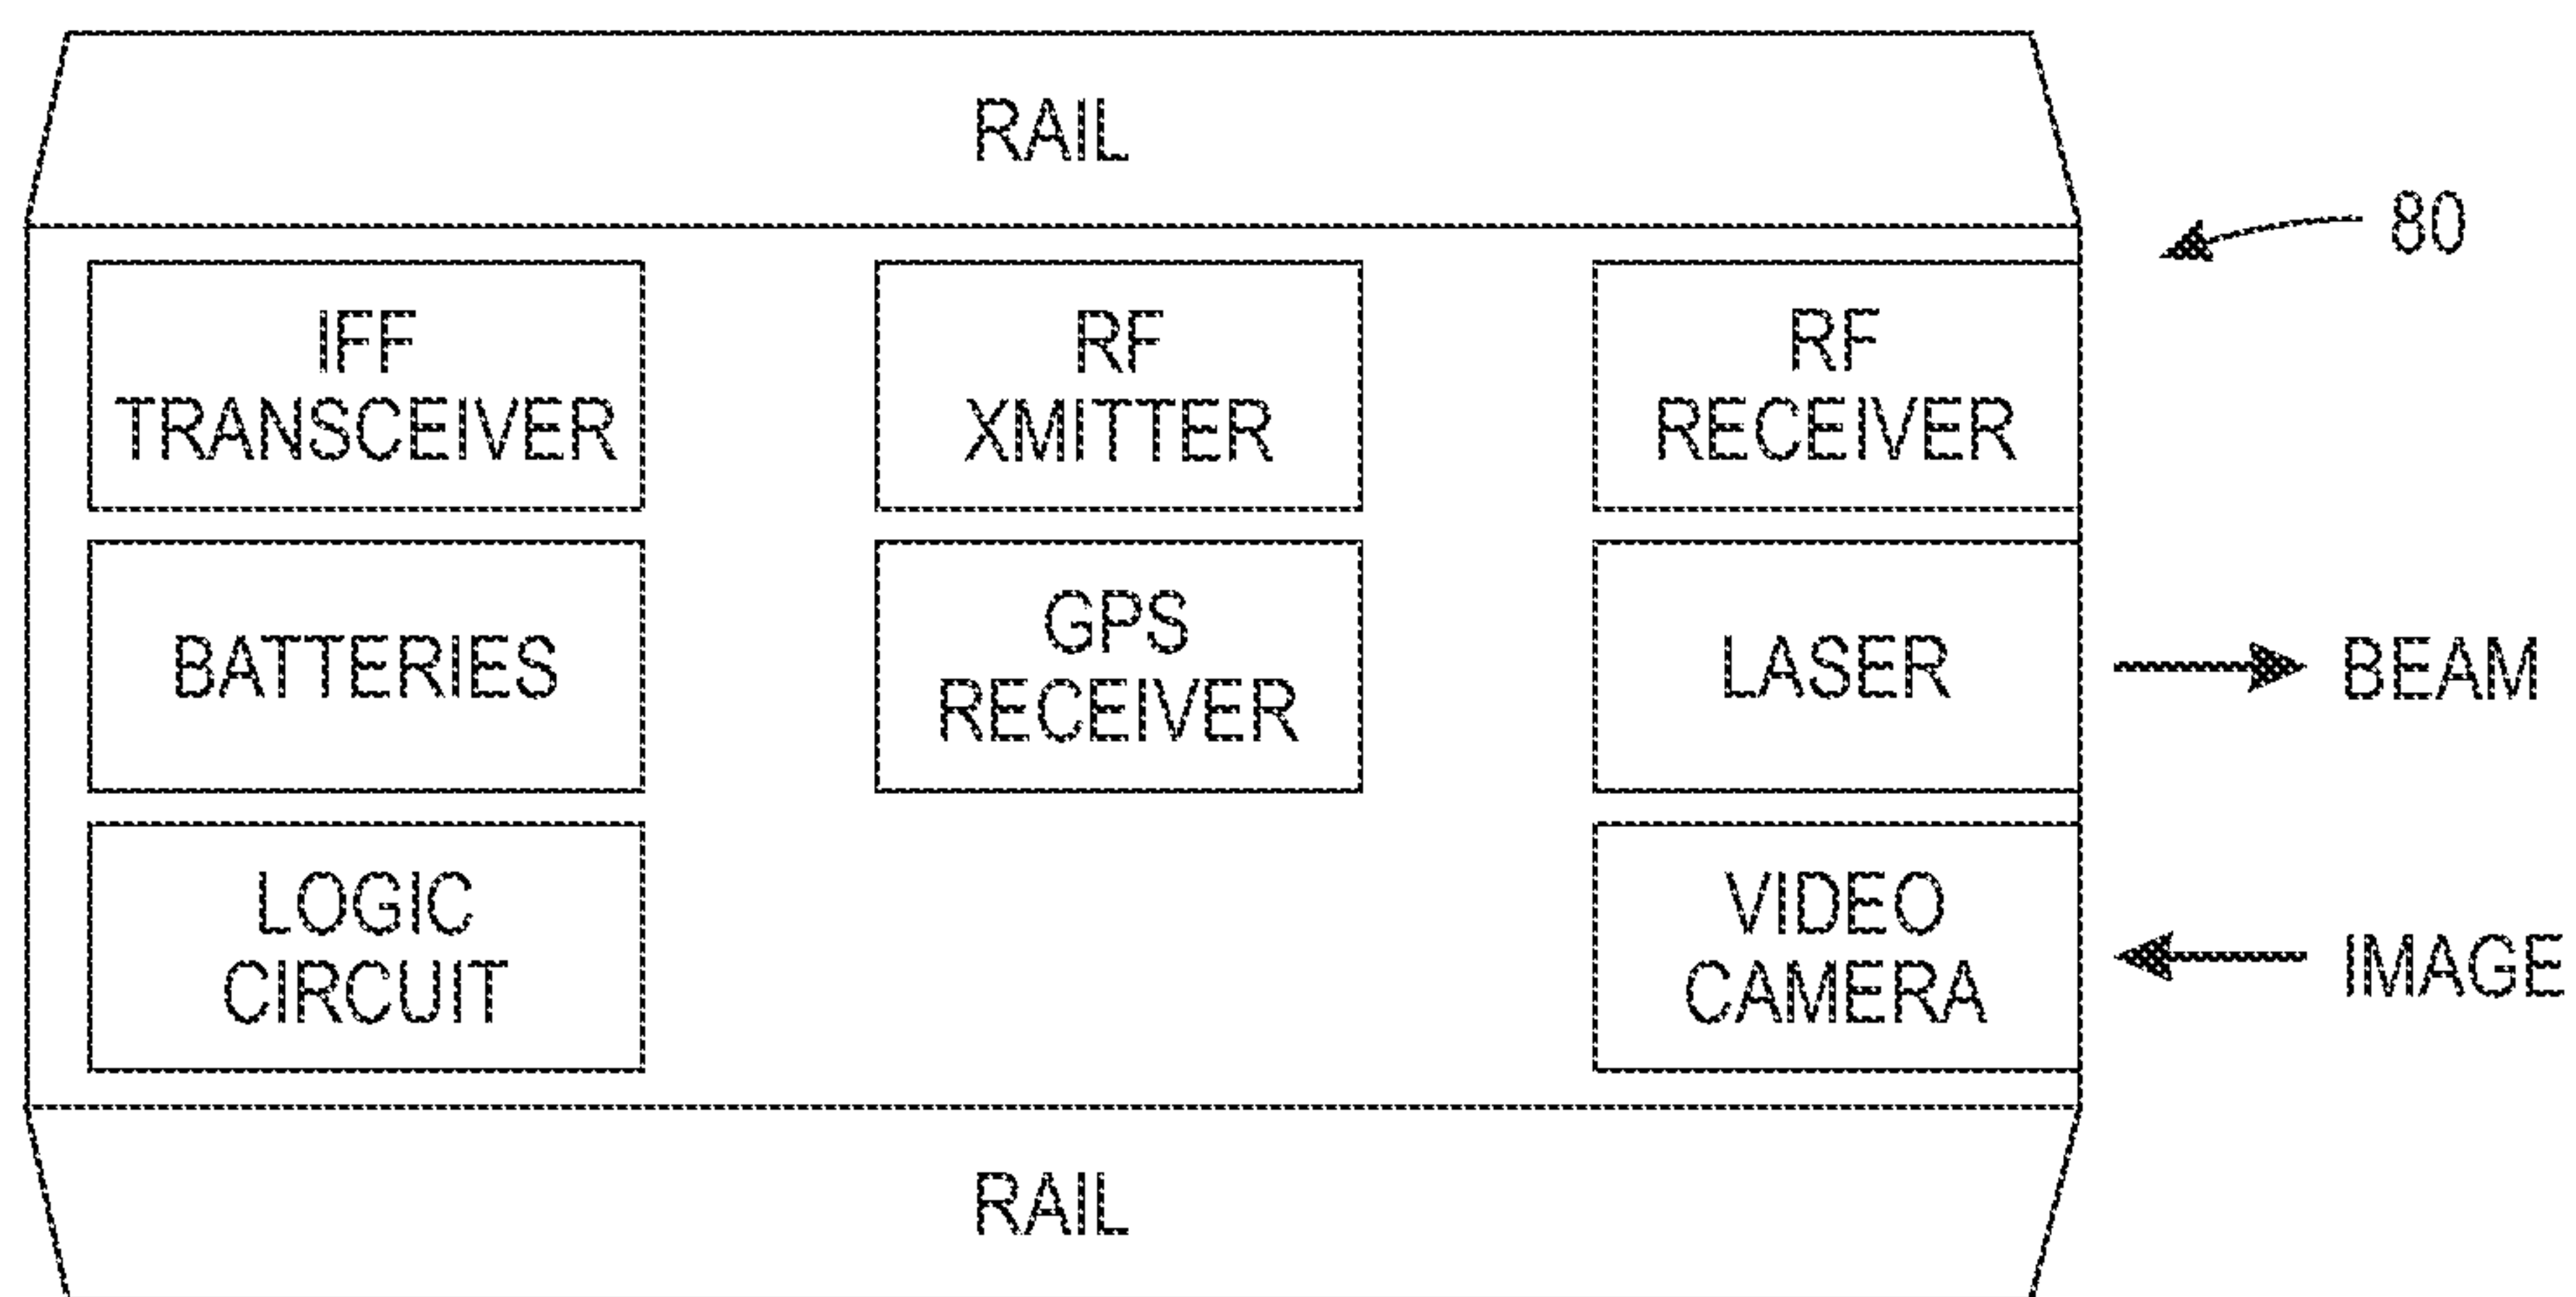 RAIL
80
IFF
TRANSCEIVER
RF
XMITTER
RF
RECEIVER
BATTERIES
GPS
RECEIVER
LASER
BEAM
LOGIC
CIRCUIT
VIDEO
CAMERA
IMAGE
RAIL